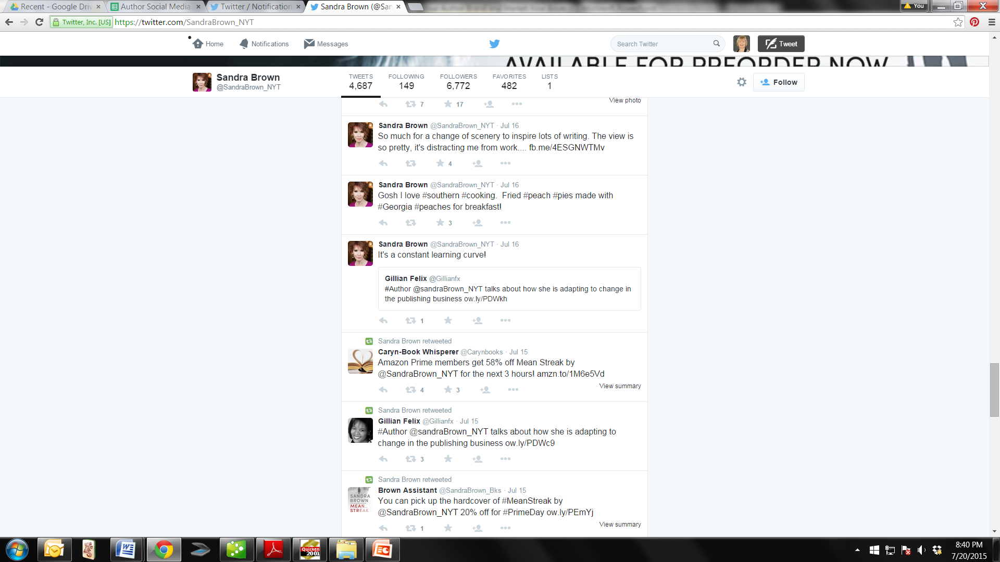 Recent - Google Driv
Author Social Media
Twitter / Notification
Sandra Brown (@San
You
Twitter, Inc. [US] https://twitter.com/SandraBrown_NYT
Home Notifications Messages Search Twitter Tweet
AVAILABLE FOR PREORDER NOW
Sandra Brown
@SandraBrown_NYT
TWEETS FOLLOWING FOLLOWERS FAVORITES LISTS
4,687 149 6,772 482 1
Follow
View photo
7 17
Sandra Brown @SandraBrown_NYT · Jul 16
So much for a change of scenery to inspire lots of writing. The view is
so pretty, it's distracting me from work.... fb.me/4ESGNWTMv
4
Sandra Brown @SandraBrown_NYT · Jul 16
Gosh I love #southern #cooking.  Fried #peach #pies made with
#Georgia #peaches for breakfast!
3
Sandra Brown @SandraBrown_NYT · Jul 16
It's a constant learning curve!
Gillian Felix @Gillianfx
#Author @sandraBrown_NYT talks about how she is adapting to change in
the publishing business ow.ly/PDWkh
1
Sandra Brown retweeted
Caryn-Book Whisperer @Carynbooks · Jul 15
Amazon Prime members get 58% off Mean Streak by
@SandraBrown_NYT for the next 3 hours! amzn.to/1M6e5Vd
View summary
4 3
Sandra Brown retweeted
Gillian Felix @Gillianfx · Jul 15
#Author @sandraBrown_NYT talks about how she is adapting to
change in the publishing business ow.ly/PDWc9
3
Sandra Brown retweeted
Brown Assistant @SandraBrown_Bks · Jul 15
SANDRA
BROWN
MEAN
STREAK
You can pick up the hardcover of #MeanStreak by
@SandraBrown_NYT 20% off for #PrimeDay ow.ly/PEmYj
View summary
1
Quicken
2001
8:40 PM
7/20/2015